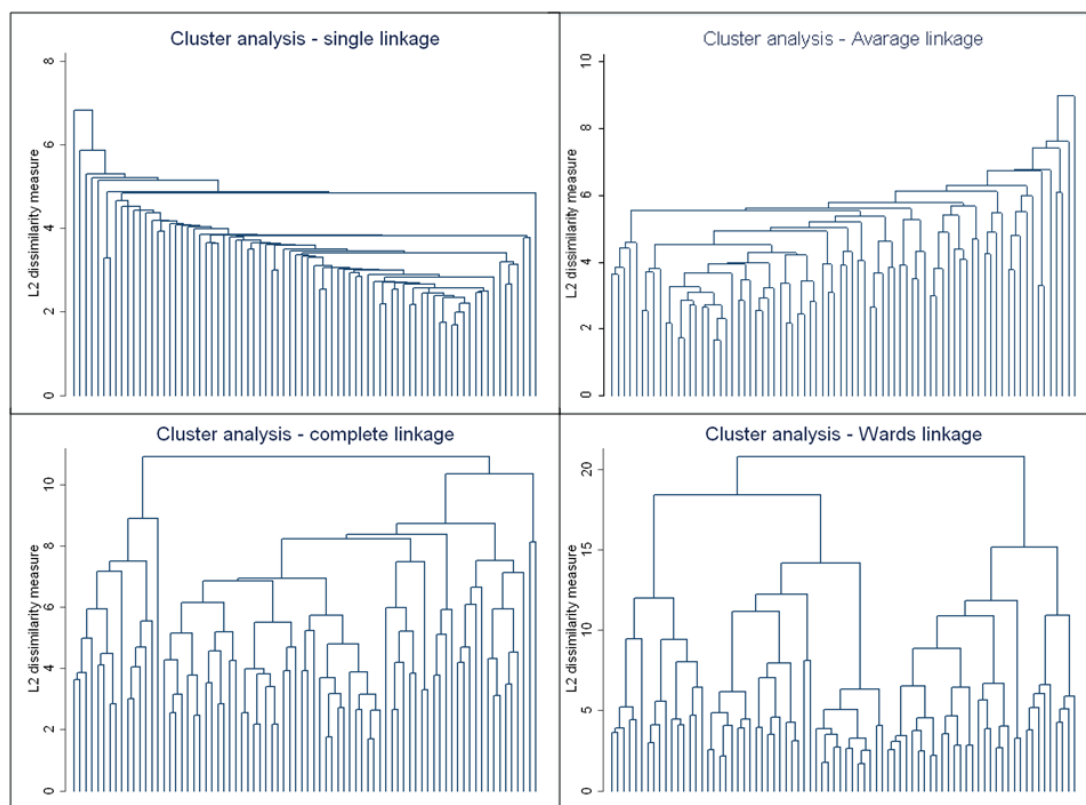 Cluster analysis - single linkage
L2 dissimilarity measure
8
6
4
2
0
Cluster analysis - Avarage linkage
L2 dissimilarity measure
10
8
6
4
2
0
Cluster analysis - complete linkage
L2 dissimilarity measure
10
8
6
4
2
0
Cluster analysis - Wards linkage
L2 dissimilarity measure
20
15
10
5
0